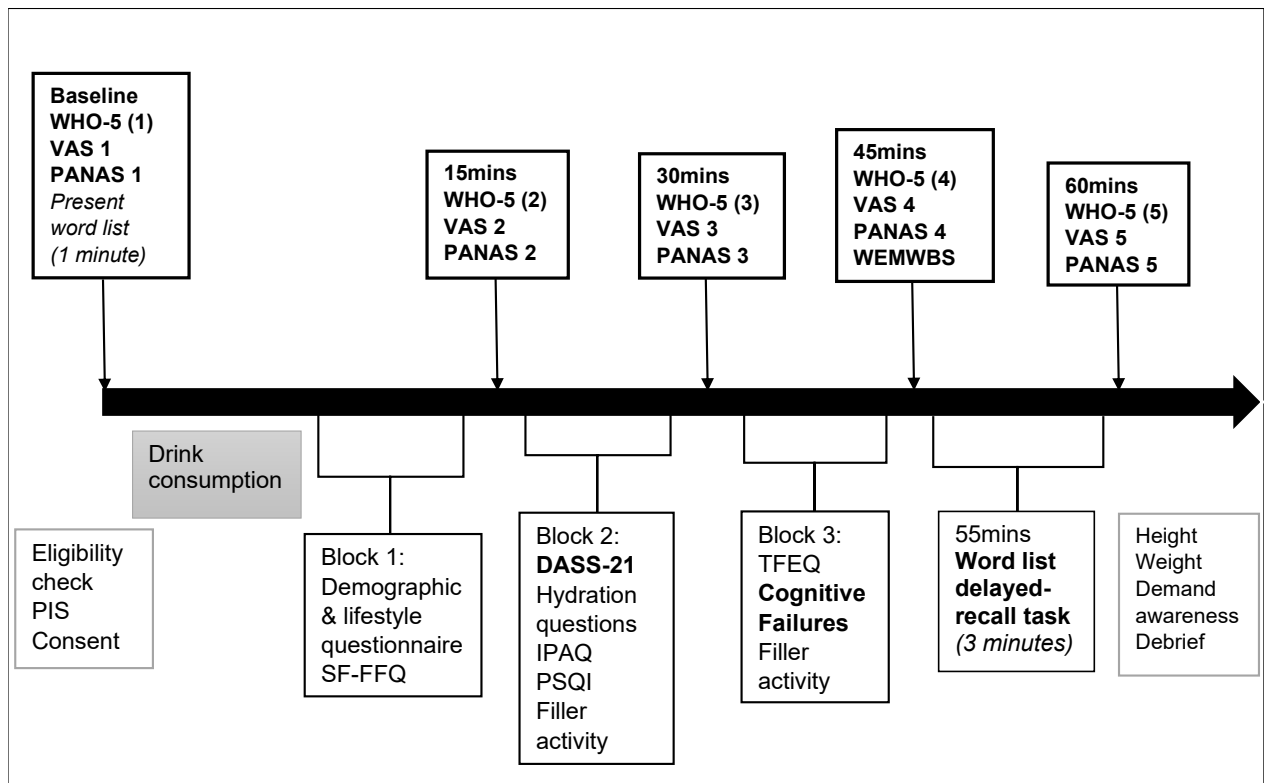 Baseline
WHO-5 (1)
VAS 1
PANAS 1
Present
word list
(1 minute)
15mins
WHO-5 (2)
VAS 2
PANAS 2
30mins
WHO-5 (3)
VAS 3
PANAS 3
45mins
WHO-5 (4)
VAS 4
PANAS 4
WEMWBS
60mins
WHO-5 (5)
VAS 5
PANAS 5
Drink
consumption
Eligibility
check
PIS
Consent
Block 1:
Demographic
& lifestyle
questionnaire
SF-FFQ
Block 2:
DASS-21
Hydration
questions
IPAQ
PSQI
Filler
activity
Block 3:
TFEQ
Cognitive
Failures
Filler
activity
55mins
Word list
delayed-
recall task
(3 minutes)
Height
Weight
Demand
awareness
Debrief